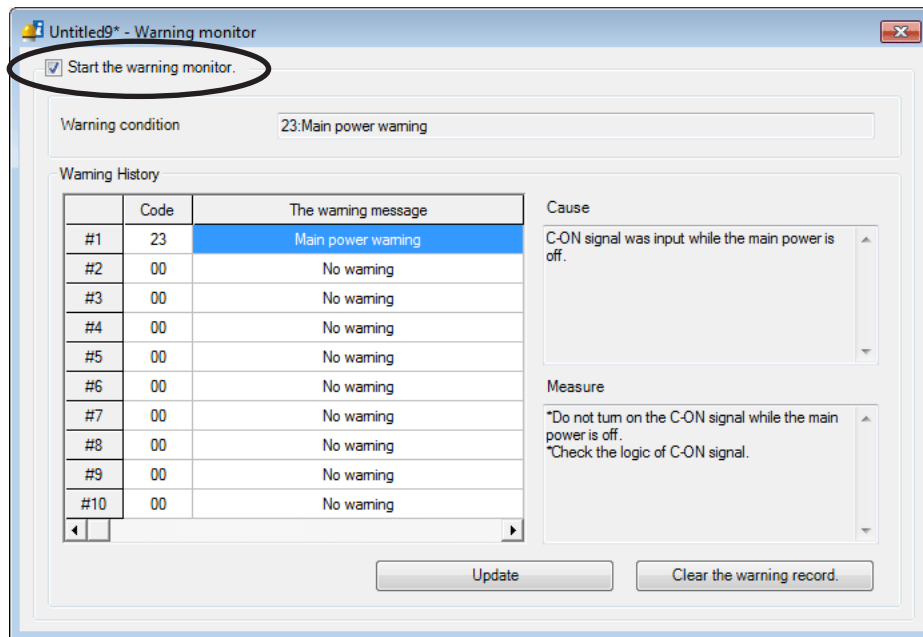 Untitled9* - Warning monitor
Start the warning monitor.
Warning condition 23:Main power warning
Warning History
Code The warning message
#1 23 Main power warning
#2 00 No warning
#3 00 No warning
#4 00 No warning
#5 00 No warning
#6 00 No warning
#7 00 No warning
#8 00 No warning
#9 00 No warning
#10 00 No warning
Cause
C-ON signal was input while the main power is
off.
Measure
*Do not turn on the C-ON signal while the main
power is off.
*Check the logic of C-ON signal.
Update Clear the warning record.